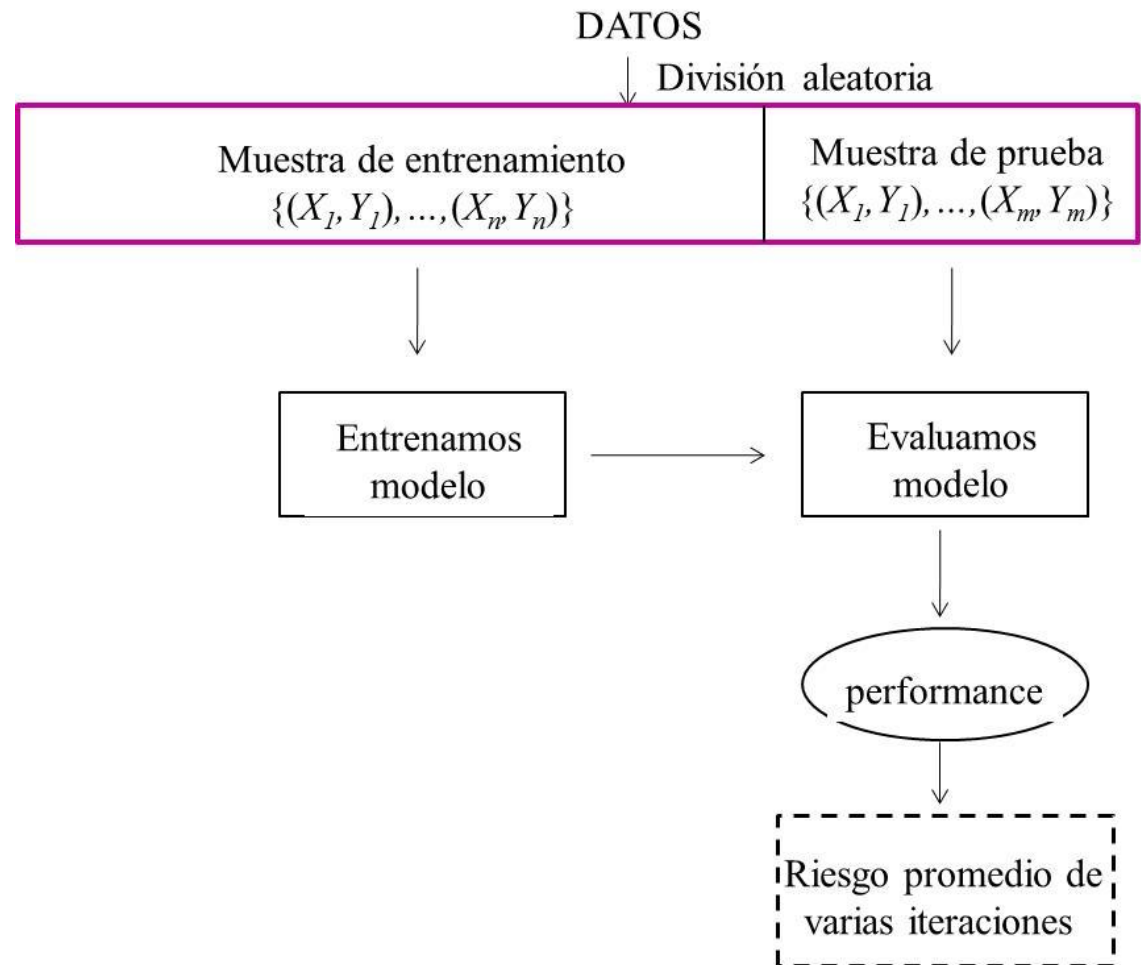 DATOS
División aleatoria
Muestra de entrenamiento
{(X₁,Y₁),...,(Xₙ,Yₙ)}
Muestra de prueba
{(X₁,Y₁),...,(Xₘ,Yₘ)}
Entrenamos
modelo
Evaluamos
modelo
performance
Riesgo promedio de
varias iteraciones